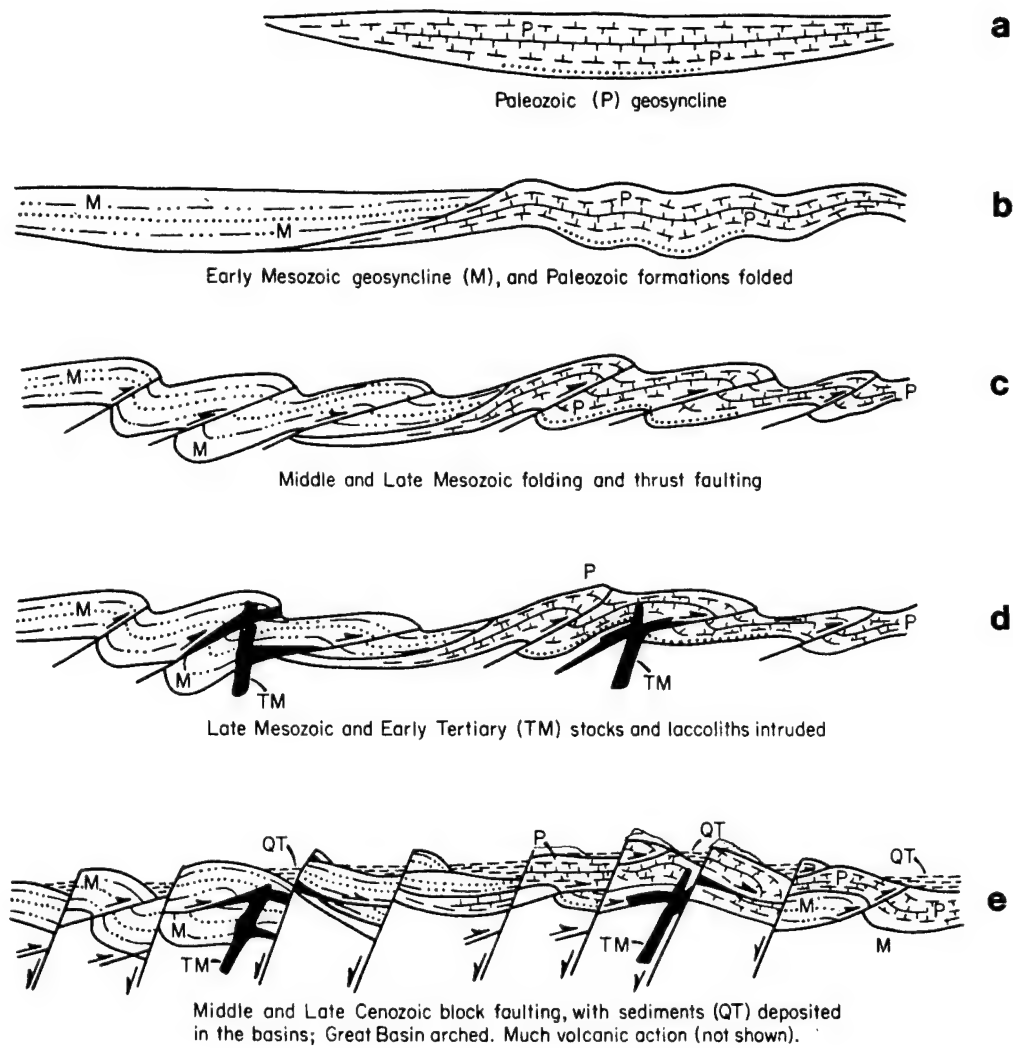 a
P
P
Paleozoic (P) geosyncline
b
M
M
P
P
Early Mesozoic geosyncline (M), and Paleozoic formations folded
c
M
M
P
P
Middle and Late Mesozoic folding and thrust faulting
d
M
M
TM
P
TM
P
Late Mesozoic and Early Tertiary (TM) stocks and laccoliths intruded
e
M
QT
M
TM
P
QT
TM
P
M
QT
P
M
Middle and Late Cenozoic block faulting, with sediments (QT) deposited
in the basins; Great Basin arched. Much volcanic action (not shown).